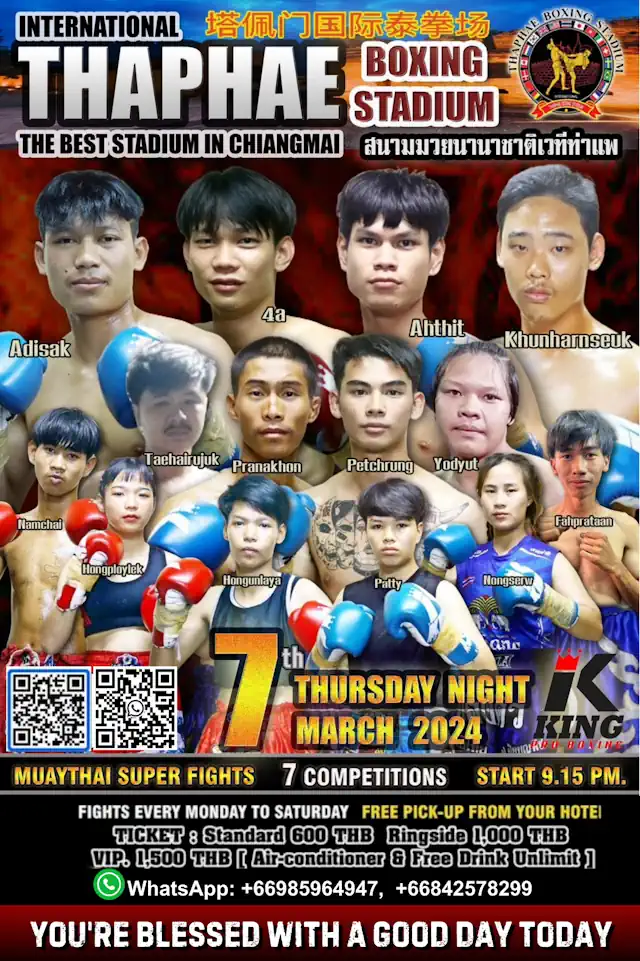 INTERNATIONAL
塔佩门国际泰拳场
THAPHAE
BOXING
STADIUM
THAPHAE BOXING STADIUM
THE BEST STADIUM IN CHIANGMAI
สนามมวยนานาชาติเวทีท่าแพ
Adisak
4a
Ahthit
Khunharnseuk
Taehairujuk
Pranakhon
Petchrung
Yodyut
Namchai
Hongploylek
Hongunlaya
Patty
Nongserw
Fahprataan
7th
THURSDAY NIGHT
MARCH 2024
K
KING
PRO BOXING
MUAYTHAI SUPER FIGHTS 7 COMPETITIONS START 9.15 PM.
FIGHTS EVERY MONDAY TO SATURDAY FREE PICK-UP FROM YOUR HOTEl
TICKET : Standard 600 THB Ringside 1,000 THB
VIP. 1,500 THB [ Air-conditioner & Free Drink Unlimit ]
WhatsApp: +66985964947, +66842578299
YOU'RE BLESSED WITH A GOOD DAY TODAY